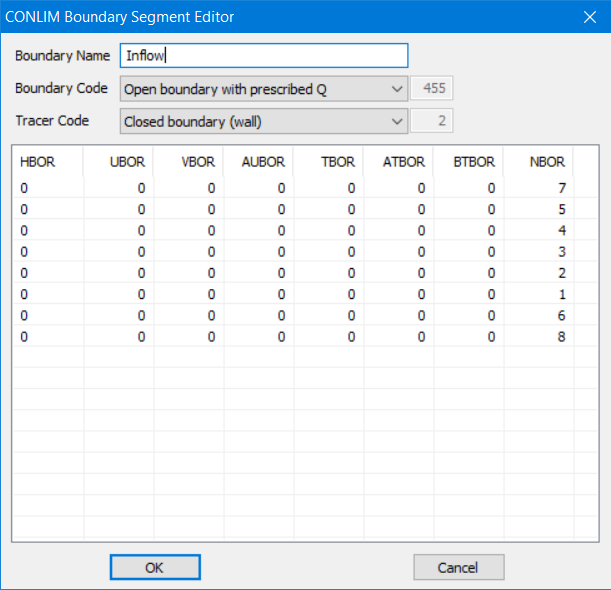 CONLIM Boundary Segment Editor
Boundary Name Inflow
Boundary Code Open boundary with prescribed Q 455
Tracer Code Closed boundary (wall) 2
HBOR UBOR VBOR AUBOR TBOR ATBOR BTBOR NBOR
0 0 0 0 0 0 0 7
0 0 0 0 0 0 0 5
0 0 0 0 0 0 0 4
0 0 0 0 0 0 0 3
0 0 0 0 0 0 0 2
0 0 0 0 0 0 0 1
0 0 0 0 0 0 0 6
0 0 0 0 0 0 0 8
OK Cancel